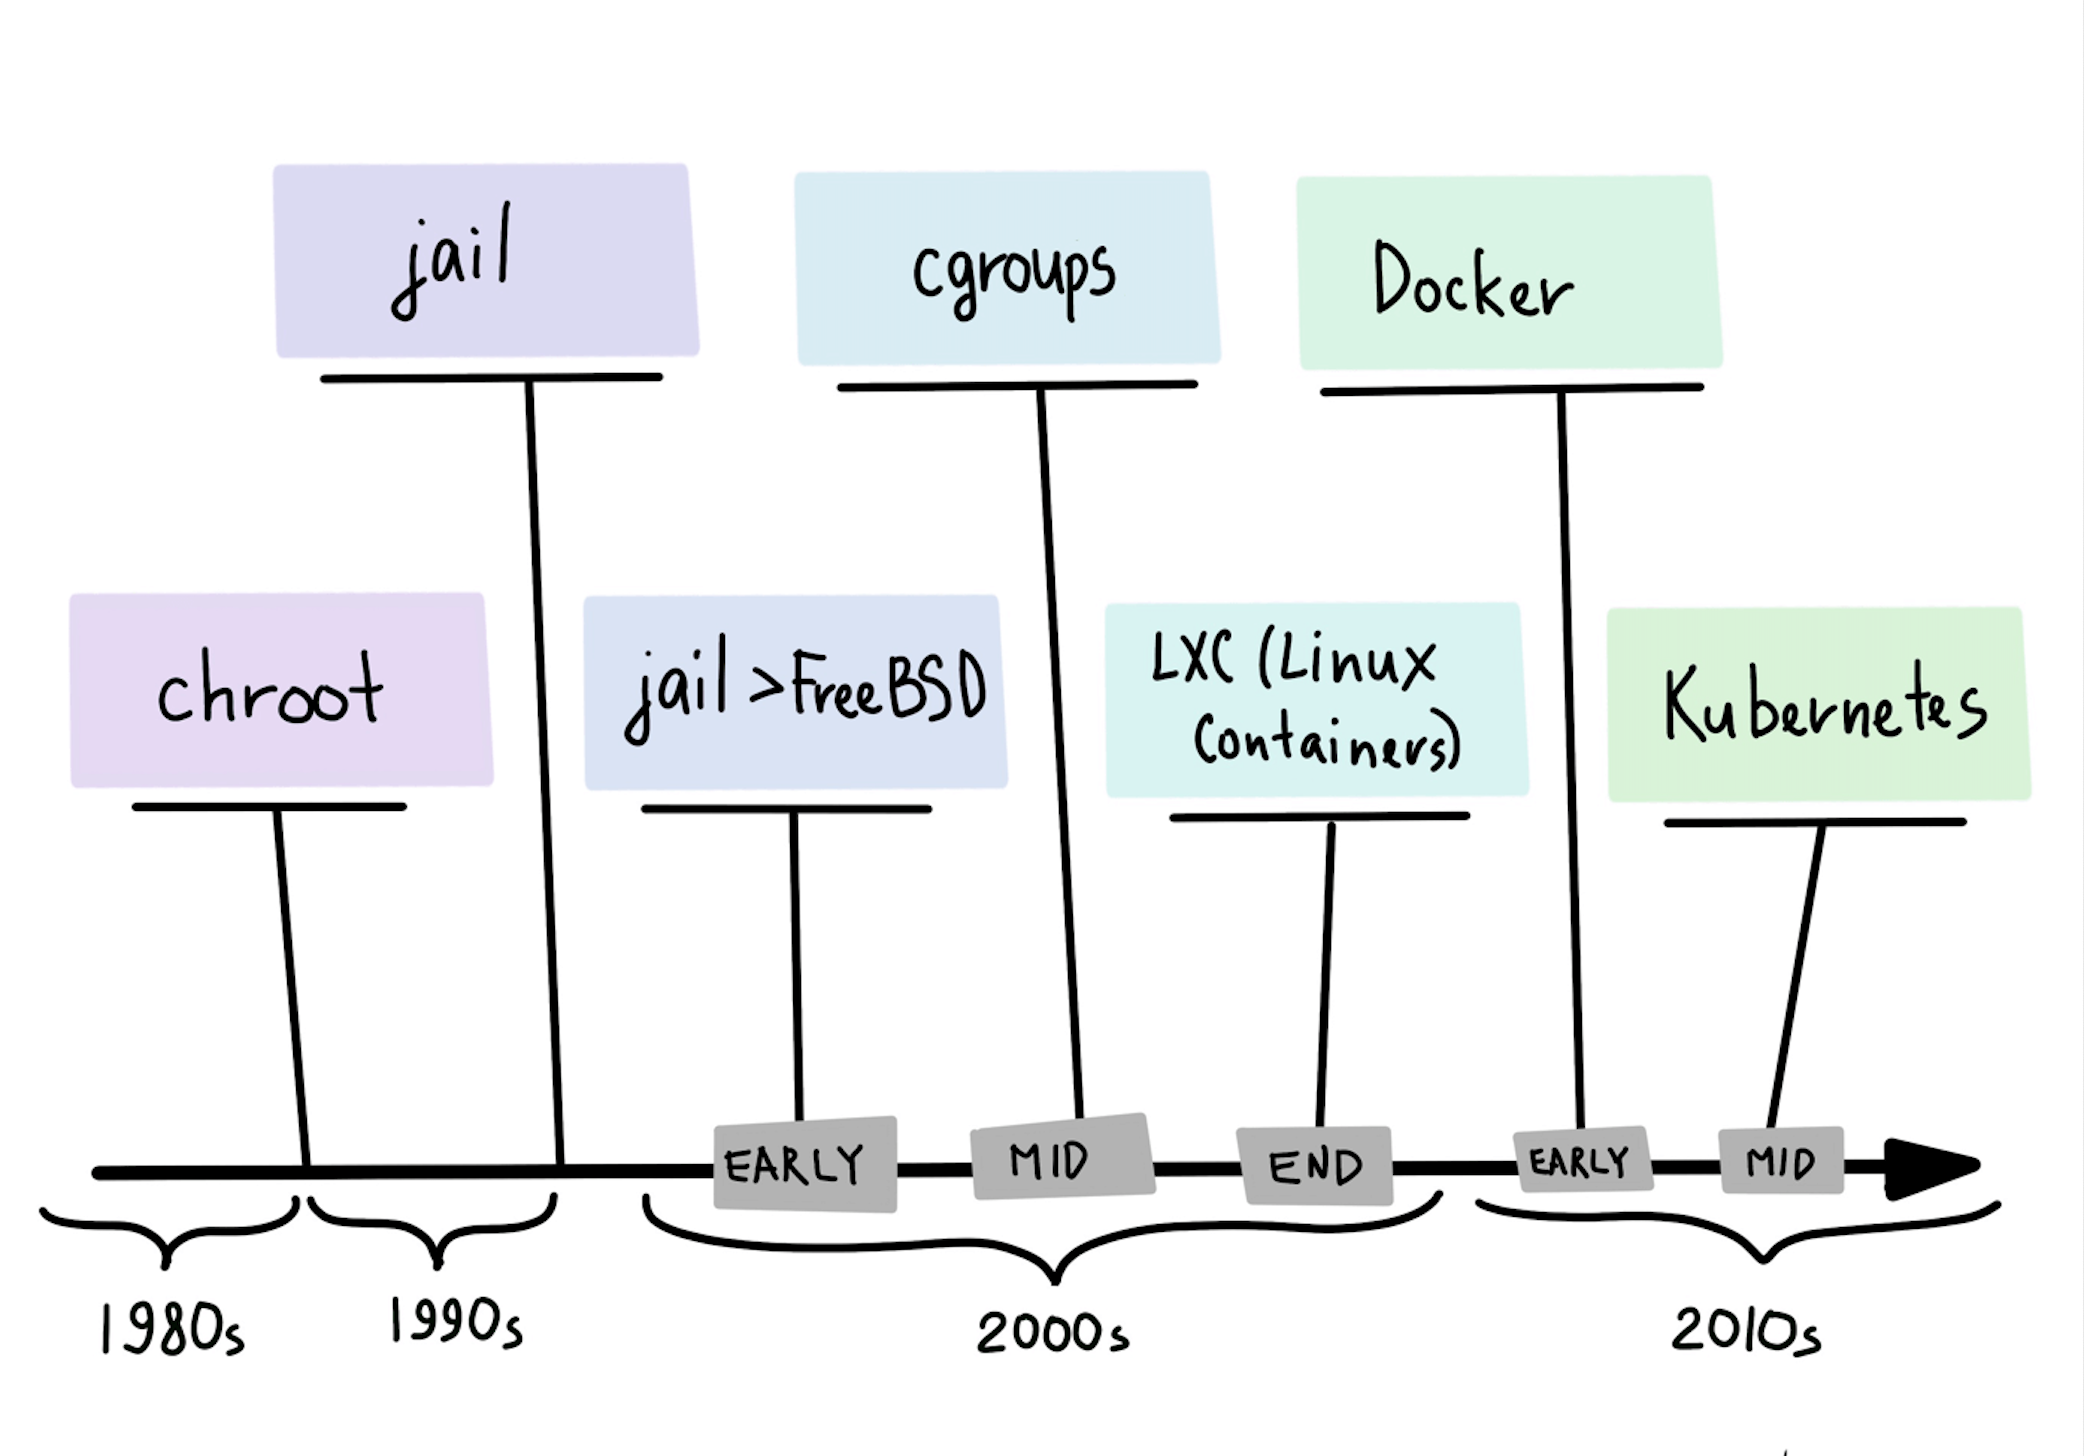 jail
cgroups
Docker
chroot
jail > FreeBSD
LXC (Linux
Containers)
Kubernetes
EARLY
MID
END
EARLY
MID
1980s
1990s
2000s
2010s